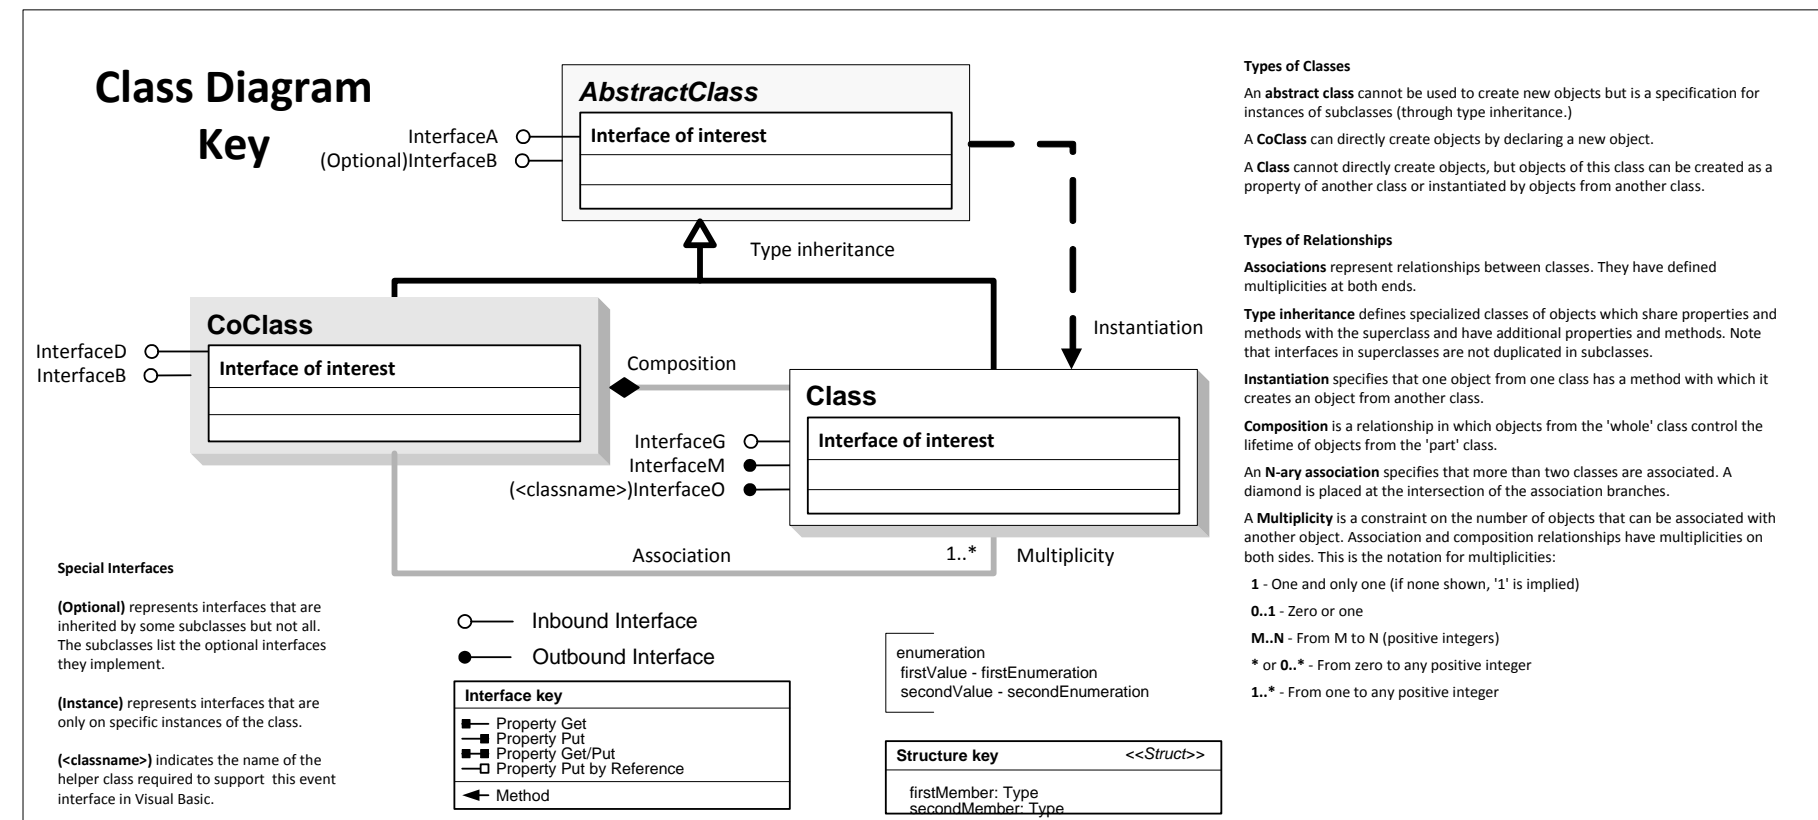 Class Diagram
Key
AbstractClass
Interface of interest
InterfaceA
(Optional)InterfaceB
Type inheritance
CoClass
Interface of interest
InterfaceD
InterfaceB
Composition
Instantiation
Class
Interface of interest
InterfaceG
InterfaceM
(<classname>)InterfaceO
Association
1..*
Multiplicity
Special Interfaces
(Optional) represents interfaces that are
inherited by some subclasses but not all.
The subclasses list the optional interfaces
they implement.
(Instance) represents interfaces that are
only on specific instances of the class.
(<classname>) indicates the name of the
helper class required to support this event
interface in Visual Basic.
Inbound Interface
Outbound Interface
Interface key
Property Get
Property Put
Property Get/Put
Property Put by Reference
Method
enumeration
firstValue - firstEnumeration
secondValue - secondEnumeration
Structure key <<Struct>>
firstMember: Type
secondMember: Type
Types of Classes
An abstract class cannot be used to create new objects but is a specification for
instances of subclasses (through type inheritance.)
A CoClass can directly create objects by declaring a new object.
A Class cannot directly create objects, but objects of this class can be created as a
property of another class or instantiated by objects from another class.
Types of Relationships
Associations represent relationships between classes. They have defined
multiplicities at both ends.
Type inheritance defines specialized classes of objects which share properties and
methods with the superclass and have additional properties and methods. Note
that interfaces in superclasses are not duplicated in subclasses.
Instantiation specifies that one object from one class has a method with which it
creates an object from another class.
Composition is a relationship in which objects from the 'whole' class control the
lifetime of objects from the 'part' class.
An N-ary association specifies that more than two classes are associated. A
diamond is placed at the intersection of the association branches.
A Multiplicity is a constraint on the number of objects that can be associated with
another object. Association and composition relationships have multiplicities on
both sides. This is the notation for multiplicities:
1 - One and only one (if none shown, '1' is implied)
0..1 - Zero or one
M..N - From M to N (positive integers)
* or 0..* - From zero to any positive integer
1..* - From one to any positive integer